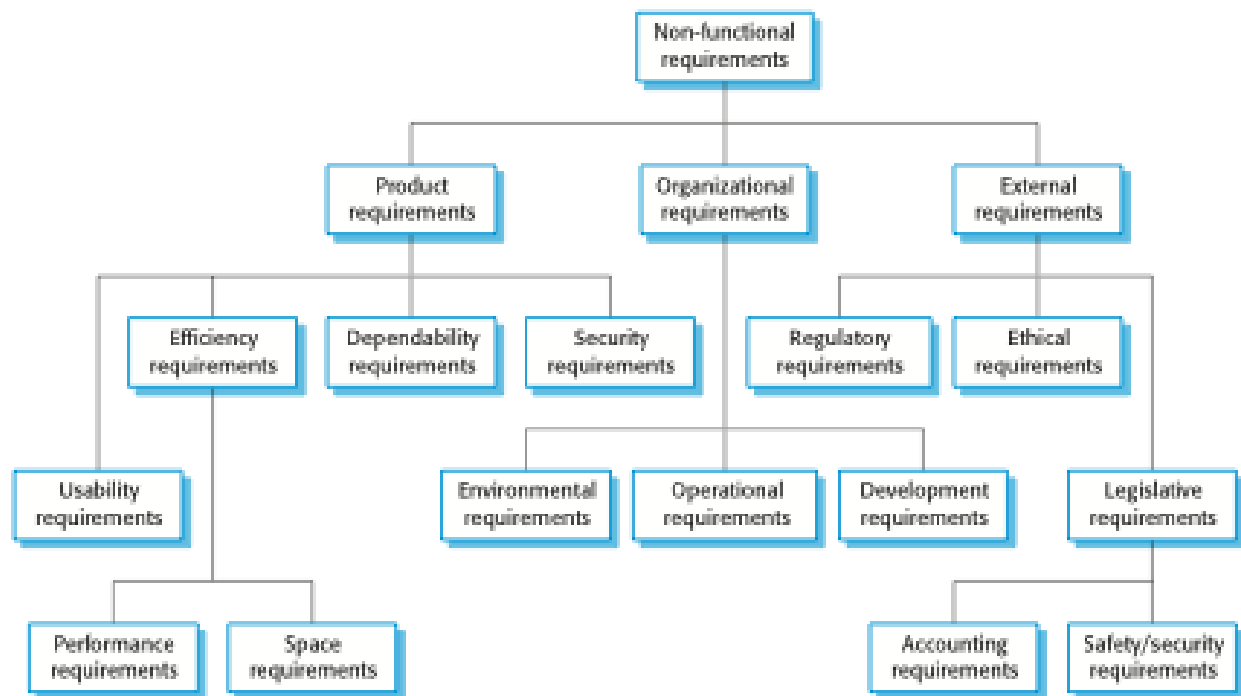 Non-functional
requirements
Product
requirements
Organizational
requirements
External
requirements
Efficiency
requirements
Dependability
requirements
Security
requirements
Regulatory
requirements
Ethical
requirements
Usability
requirements
Environmental
requirements
Operational
requirements
Development
requirements
Legislative
requirements
Performance
requirements
Space
requirements
Accounting
requirements
Safety/security
requirements